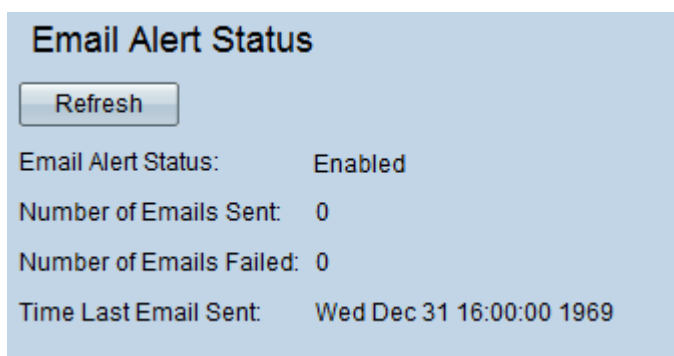 Email Alert Status
Refresh
Email Alert Status: Enabled
Number of Emails Sent: 0
Number of Emails Failed: 0
Time Last Email Sent: Wed Dec 31 16:00:00 1969